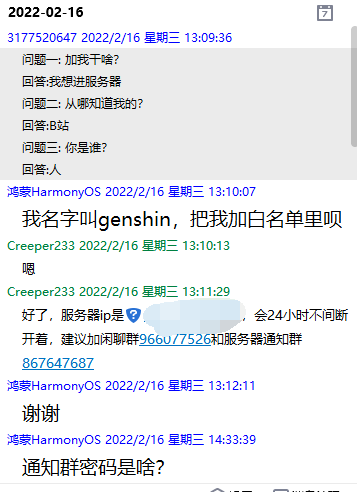 2022-02-16
7
3177520647 2022/2/16 星期三 13:09:36
问题一: 加我干啥?
回答:我想进服务器
问题二: 从哪知道我的?
回答:B站
问题三: 你是谁?
回答:人
鸿蒙HarmonyOS 2022/2/16 星期三 13:10:07
我名字叫genshin，把我加白名单里呗
Creeper233 2022/2/16 星期三 13:10:13
嗯
Creeper233 2022/2/16 星期三 13:11:29
好了，服务器ip是 ，会24小时不间断
开着，建议加闲聊群966077526和服务器通知群
867647687
鸿蒙HarmonyOS 2022/2/16 星期三 13:12:11
谢谢
鸿蒙HarmonyOS 2022/2/16 星期三 14:33:39
通知群密码是啥?